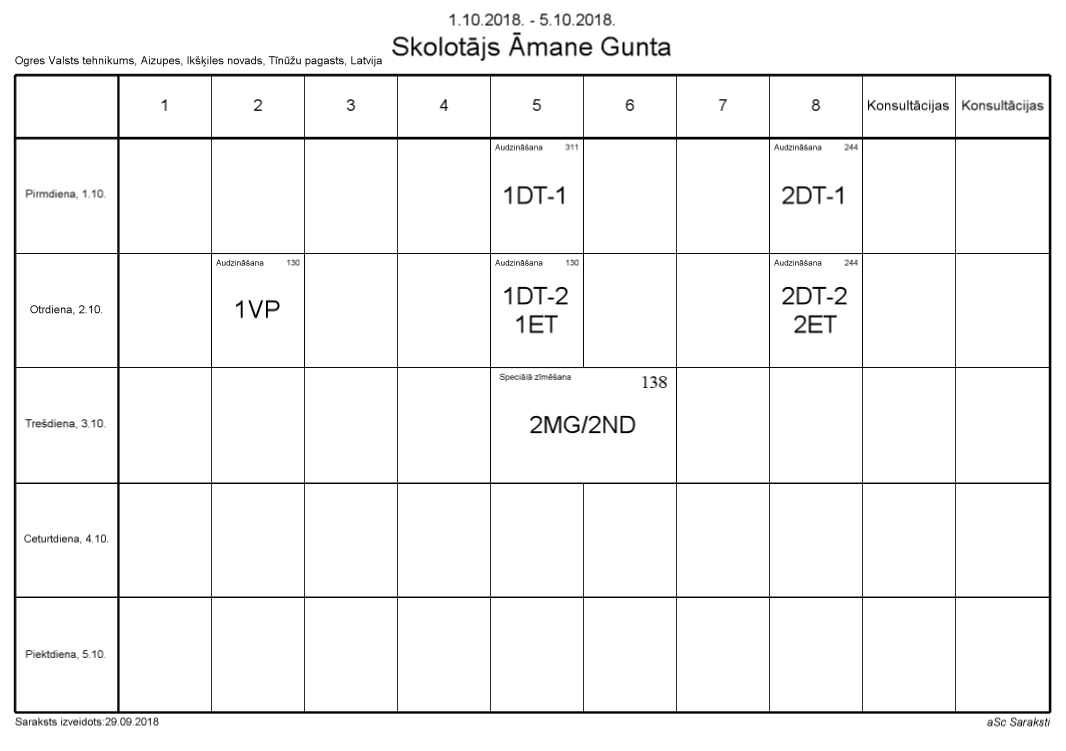 1.10.2018. - 5.10.2018.
Skolotājs Āmane Gunta
Ogres Valsts tehnikums, Aizupes, Ikšķiles novads, Tīnūžu pagasts, Latvija
1 2 3 4 5 6 7 8 Konsultācijas Konsultācijas
Pirmdiena, 1.10.
Audzināšana 311
1DT-1
Audzināšana 244
2DT-1
Otrdiena, 2.10.
Audzināšana 130
1VP
Audzināšana 130
1DT-2
1ET
Audzināšana 244
2DT-2
2ET
Trešdiena, 3.10.
Speciālā zīmēšana 138
2MG/2ND
Ceturtdiena, 4.10.
Piektdiena, 5.10.
Saraksts izveidots:29.09.2018
aSc Saraksti